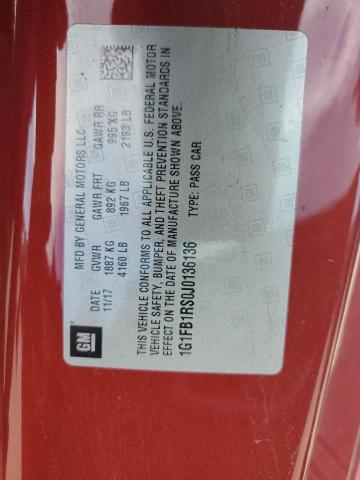 GM
MFD BY GENERAL MOTORS LLC
DATE GVWR GAWR FRT GAWR RR
11/17 1887 KG 892 KG 995 KG
4160 LB 1967 LB 2193 LB
THIS VEHICLE CONFORMS TO ALL APPLICABLE U.S. FEDERAL MOTOR
VEHICLE SAFETY, BUMPER, AND THEFT PREVENTION STANDARDS IN
EFFECT ON THE DATE OF MANUFACTURE SHOWN ABOVE.
1G1FB1RS0J0136136 TYPE: PASS CAR